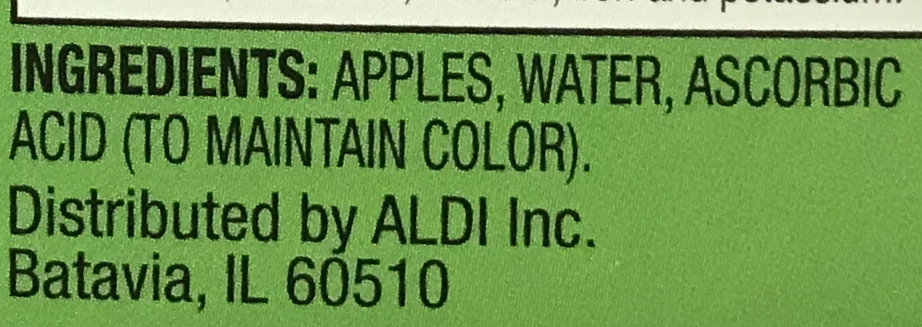 INGREDIENTS: APPLES, WATER, ASCORBIC
ACID (TO MAINTAIN COLOR).
Distributed by ALDI Inc.
Batavia, IL 60510